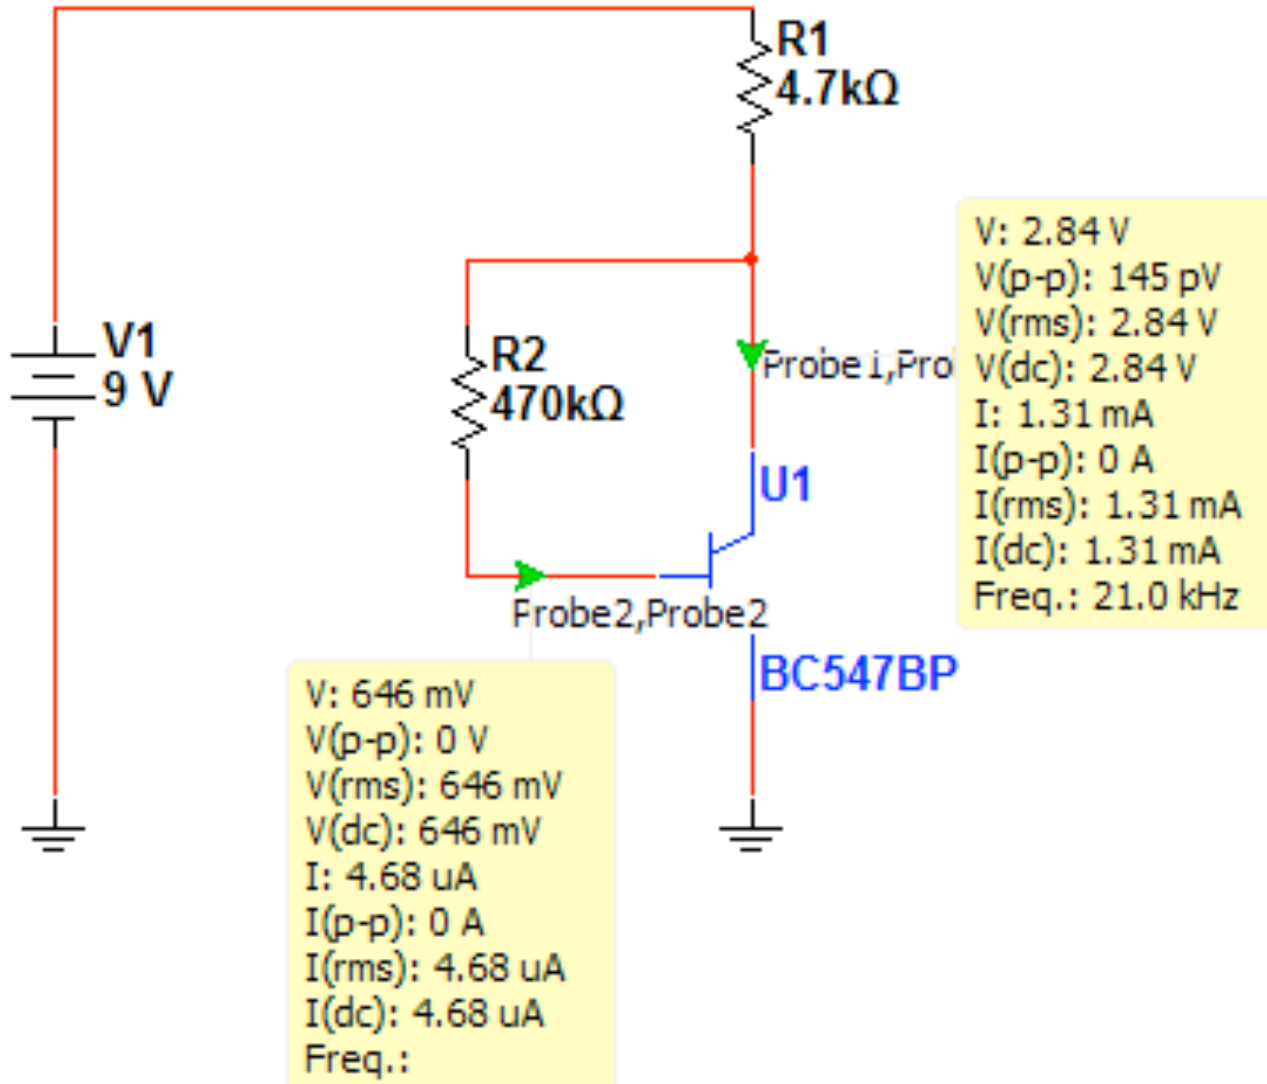 R1
4.7kΩ
V1
9 V
R2
470kΩ
Probe1,Pro
V: 2.84 V
V(p-p): 145 pV
V(rms): 2.84 V
V(dc): 2.84 V
I: 1.31 mA
I(p-p): 0 A
I(rms): 1.31 mA
I(dc): 1.31 mA
Freq.: 21.0 kHz
U1
Probe2,Probe2
BC547BP
V: 646 mV
V(p-p): 0 V
V(rms): 646 mV
V(dc): 646 mV
I: 4.68 uA
I(p-p): 0 A
I(rms): 4.68 uA
I(dc): 4.68 uA
Freq.: